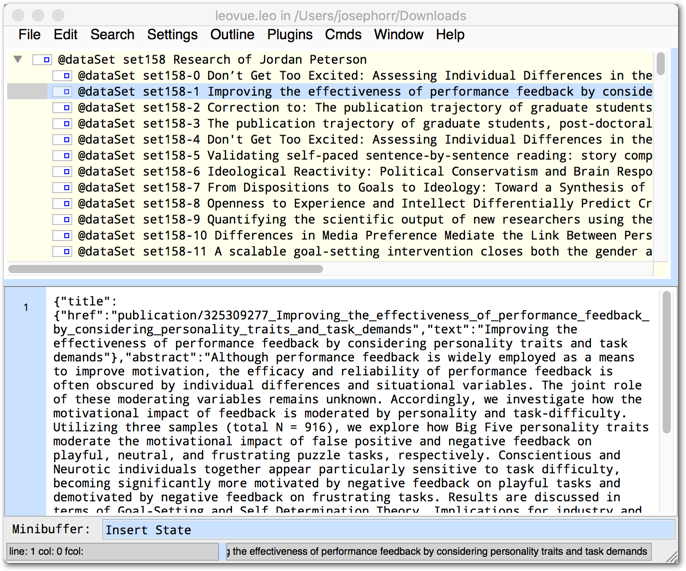 leovue.leo in /Users/josephorr/Downloads
File Edit Search Settings Outline Plugins Cmds Window Help
@dataSet set158 Research of Jordan Peterson
@dataSet set158-0 Don’t Get Too Excited: Assessing Individual Differences in the
@dataSet set158-1 Improving the effectiveness of performance feedback by conside
@dataSet set158-2 Correction to: The publication trajectory of graduate students
@dataSet set158-3 The publication trajectory of graduate students, post-doctoral
@dataSet set158-4 Don't Get Too Excited: Assessing Individual Differences in the
@dataSet set158-5 Validating self-paced sentence-by-sentence reading: story comp
@dataSet set158-6 Ideological Reactivity: Political Conservatism and Brain Respo
@dataSet set158-7 From Dispositions to Goals to Ideology: Toward a Synthesis of
@dataSet set158-8 Openness to Experience and Intellect Differentially Predict Cr
@dataSet set158-9 Quantifying the scientific output of new researchers using the
@dataSet set158-10 Differences in Media Preference Mediate the Link Between Pers
@dataSet set158-11 A scalable goal-setting intervention closes both the gender a
1 {"title":
{"href":"publication/325309277_Improving_the_effectiveness_of_performance_feedback_
by_considering_personality_traits_and_task_demands","text":"Improving the
effectiveness of performance feedback by considering personality traits and task
demands"},"abstract":"Although performance feedback is widely employed as a means
to improve motivation, the efficacy and reliability of performance feedback is
often obscured by individual differences and situational variables. The joint role
of these moderating variables remains unknown. Accordingly, we investigate how the
motivational impact of feedback is moderated by personality and task-difficulty.
Utilizing three samples (total N = 916), we explore how Big Five personality traits
moderate the motivational impact of false positive and negative feedback on
playful, neutral, and frustrating puzzle tasks, respectively. Conscientious and
Neurotic individuals together appear particularly sensitive to task difficulty,
becoming significantly more motivated by negative feedback on playful tasks and
demotivated by negative feedback on frustrating tasks. Results are discussed in
terms of Goal-Setting and Self Determination Theory. Implications for industry and
Minibuffer: Insert State
line: 1 col: 0 fcol:
g the effectiveness of performance feedback by considering personality traits and task demands